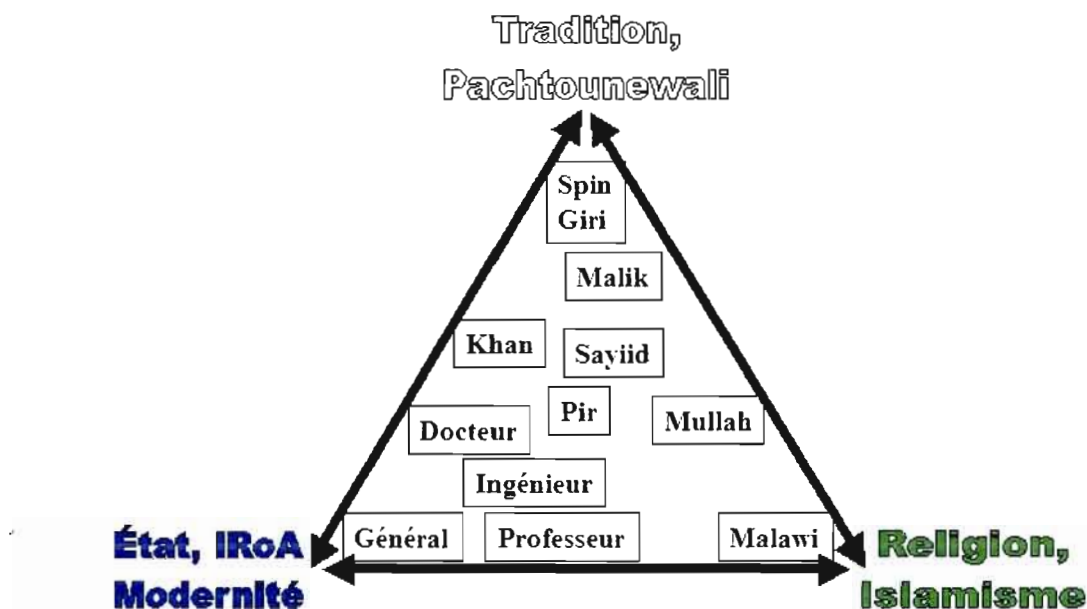 Tradition,
Pachtounewali
Spin
Giri
Malik
Khan
Sayiid
Pir
Docteur
Mullah
Ingénieur
Général
Professeur
Malawi
État, IRoA
Modernité
Religion,
Islamisme